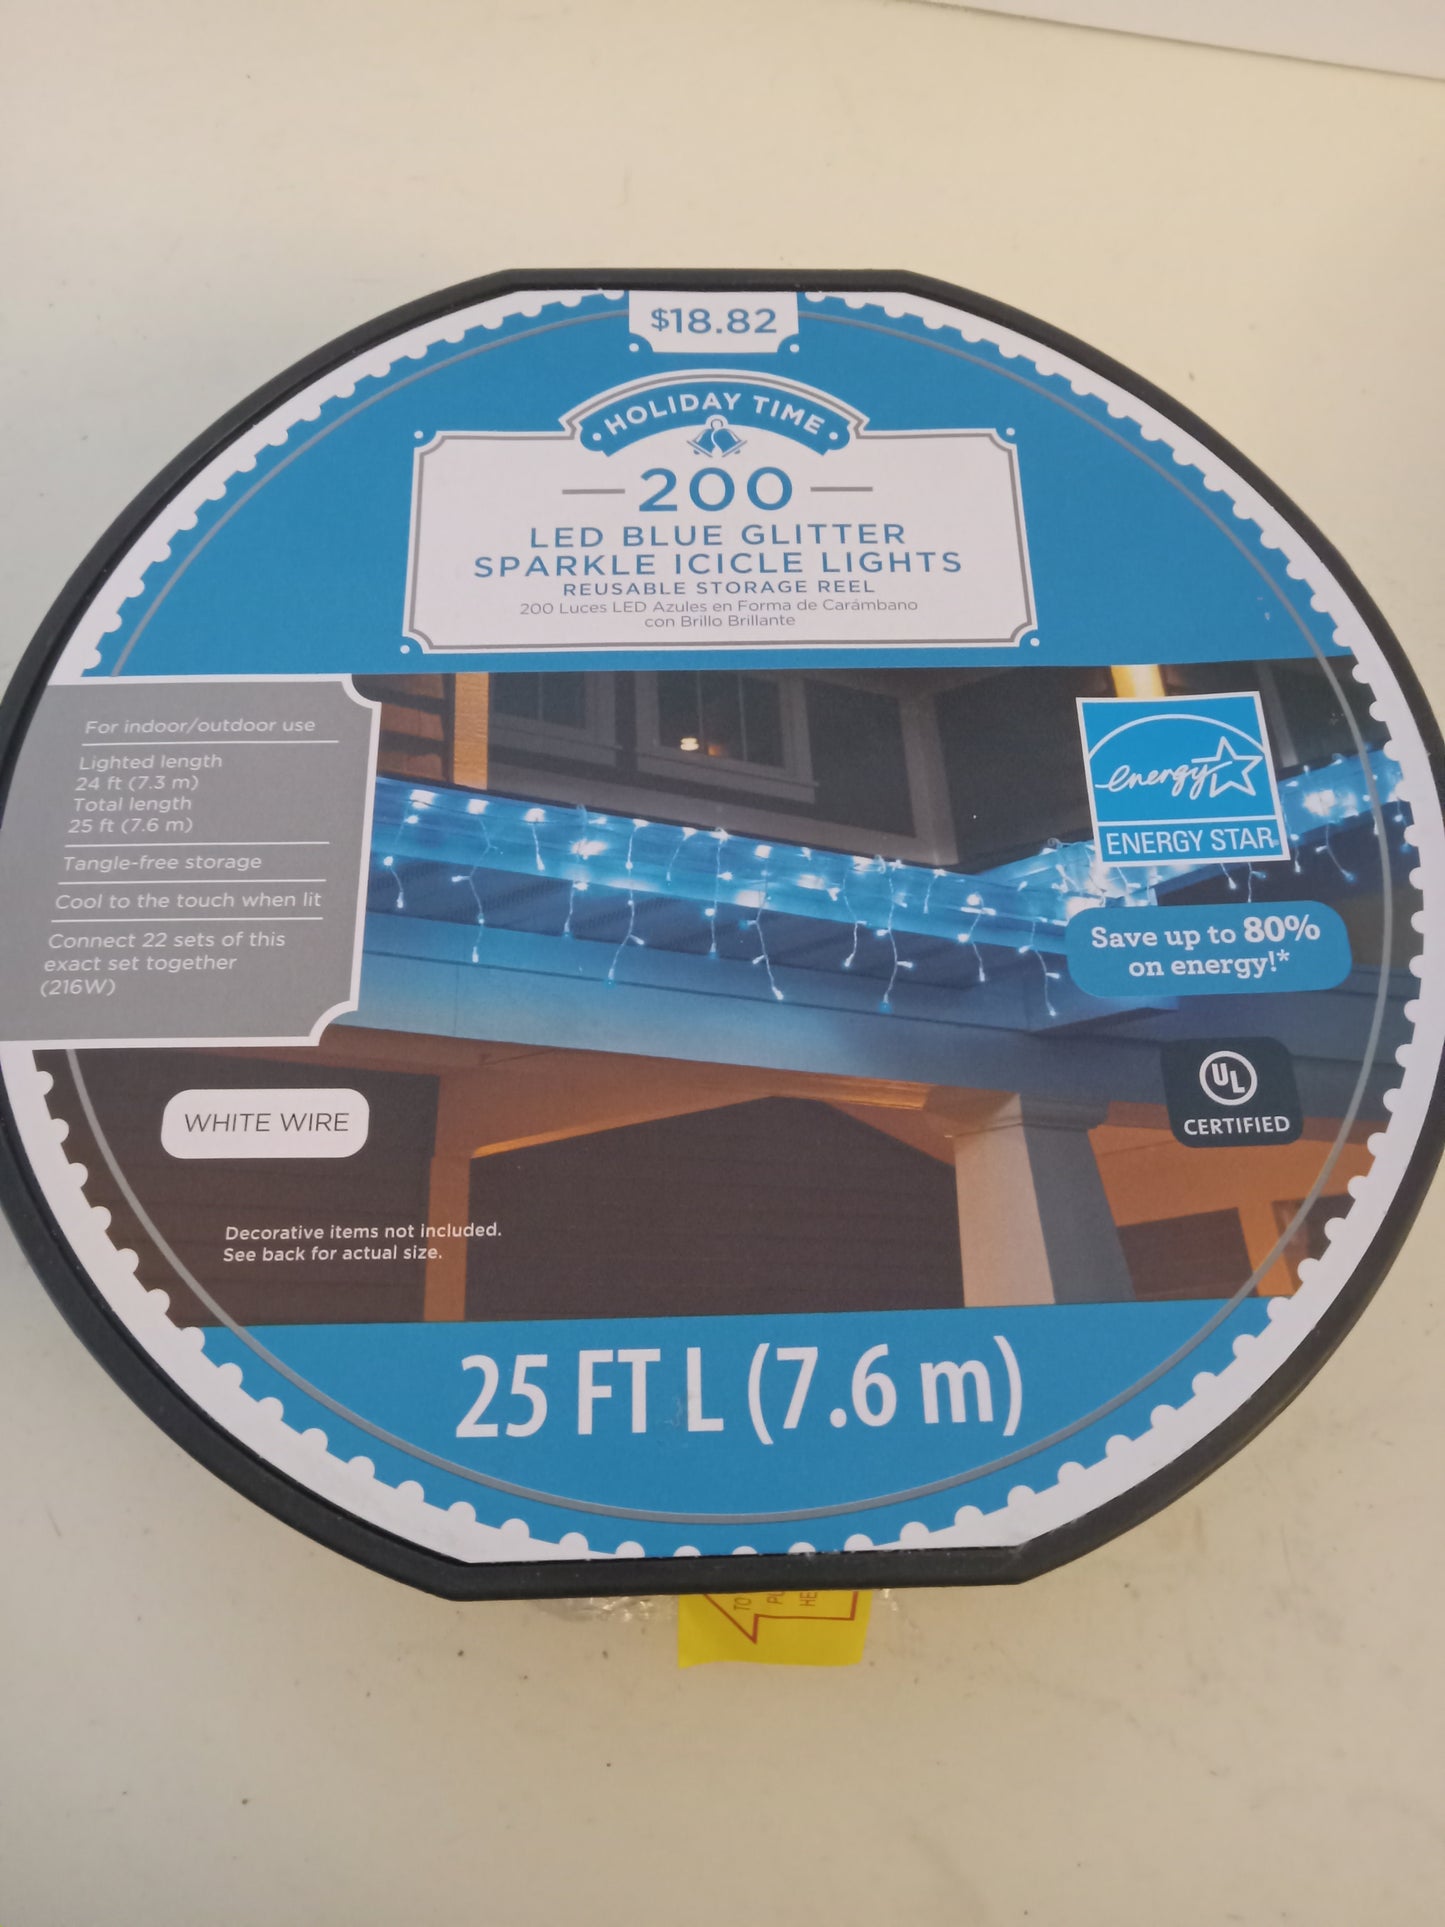 $18.82
HOLIDAY TIME
200
LED BLUE GLITTER
SPARKLE ICICLE LIGHTS
REUSABLE STORAGE REEL
200 Luces LED Azules en Forma de Carámbano
con Brillo Brillante
For indoor/outdoor use
Lighted length
24 ft (7.3 m)
Total length
25 ft (7.6 m)
Tangle-free storage
Cool to the touch when lit
Connect 22 sets of this
exact set together
(216W)
energy
ENERGY STAR
Save up to 80%
on energy!*
UL
CERTIFIED
WHITE WIRE
Decorative items not included.
See back for actual size.
25 FT L (7.6 m)
TO